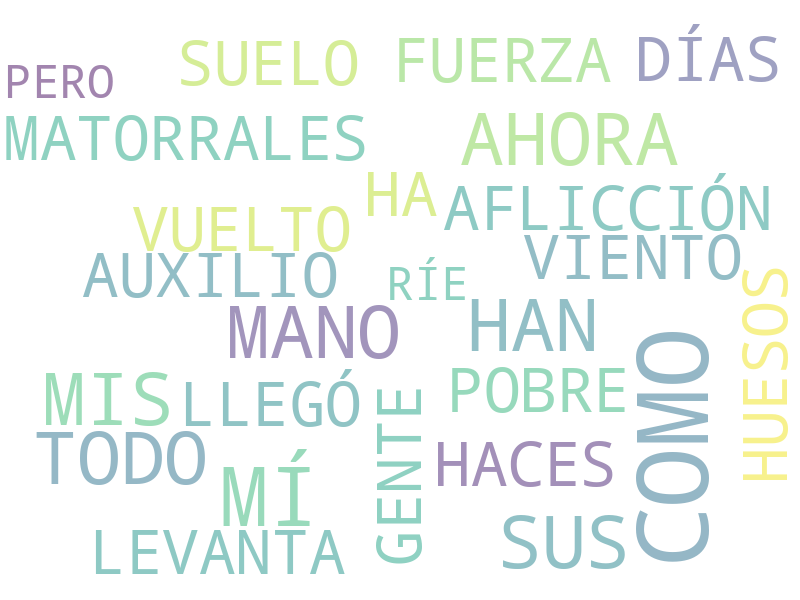 SUELO FUERZA DÍAS
PERO
MATORRALES AHORA
HA AFLICCIÓN
VUELTO VIENTO
AUXILIO RÍE
MANO HAN
HUESOS
MIS LLEGÓ POBRE COMO
TODO GENTE HACES
MÍ
LEVANTA SUS